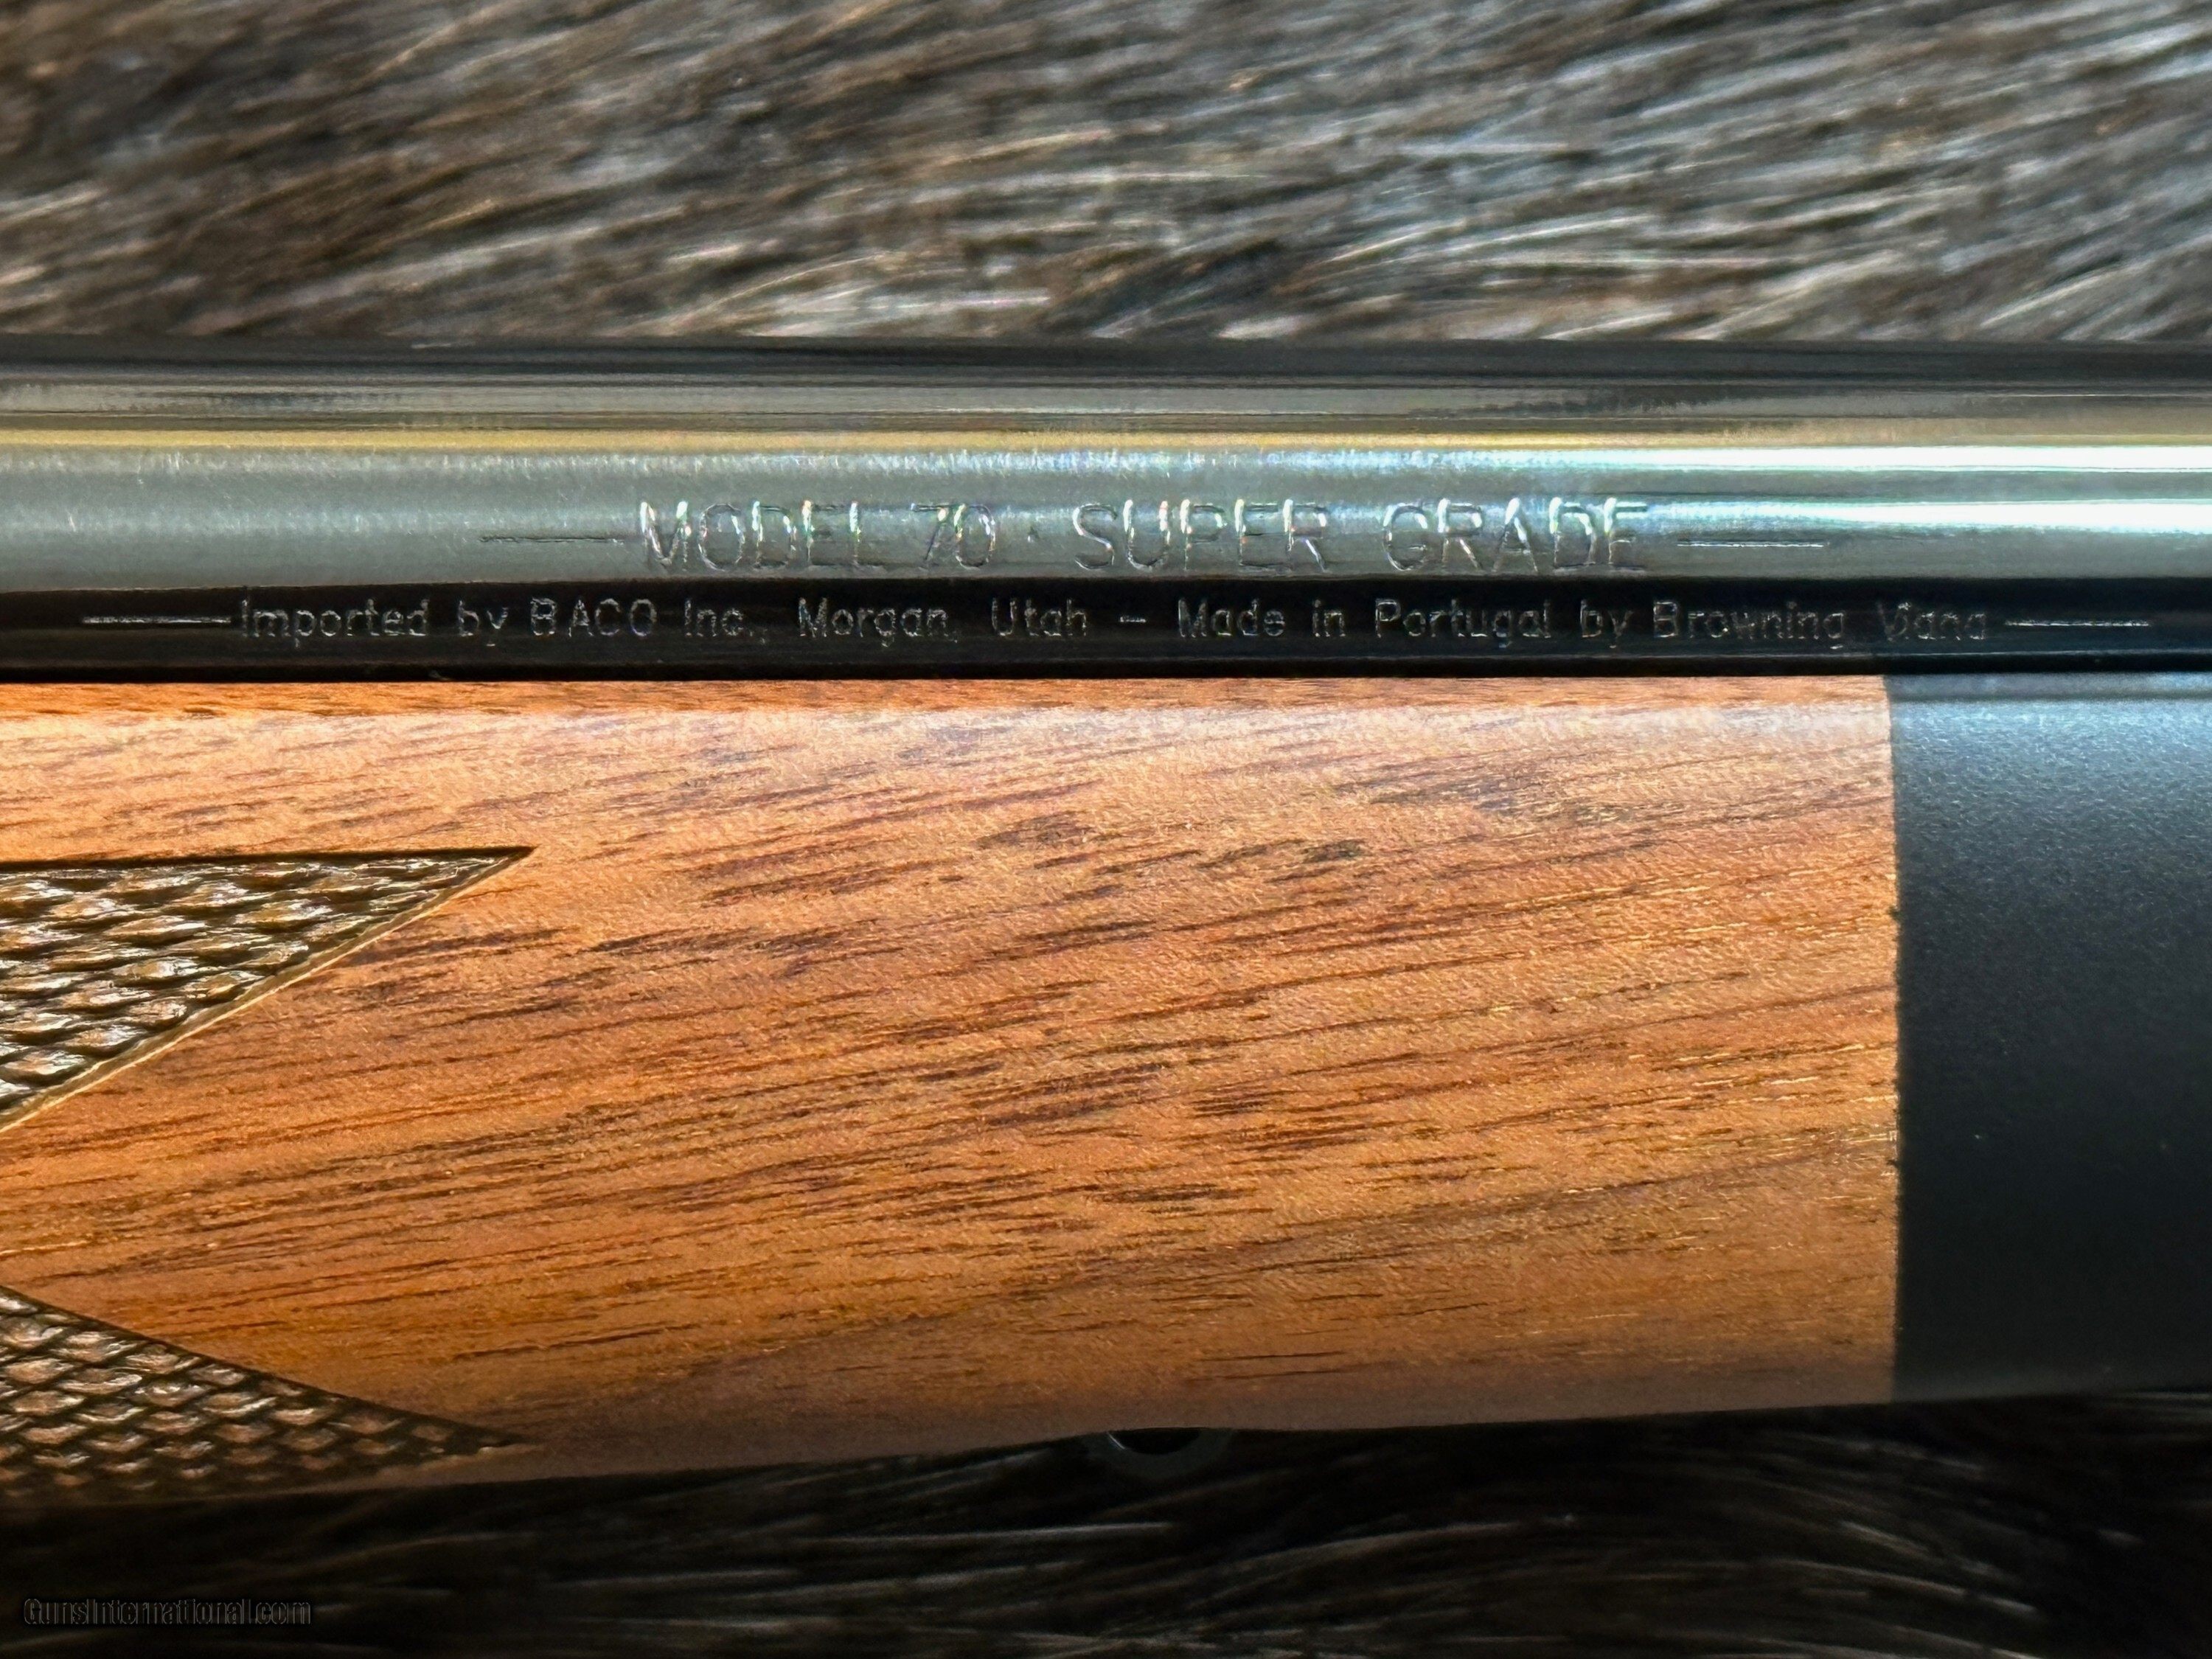 MODEL 70 · SUPER GRADE
Imported by BACO Inc., Morgan, Utah - Made in Portugal by Browning Viana
GunsInternational.com